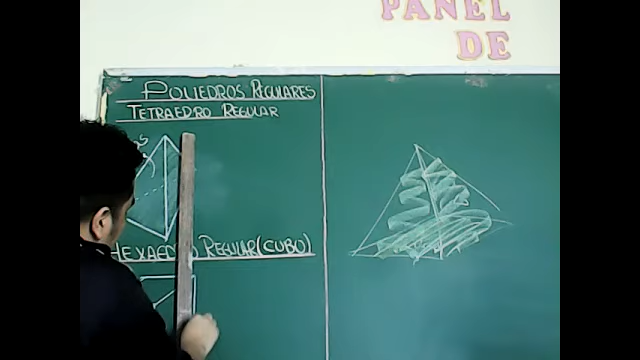 PANEL
DE
POLIEDROS REGULARES
TETRAEDRO REGULAR
REGULAR(CUBO)